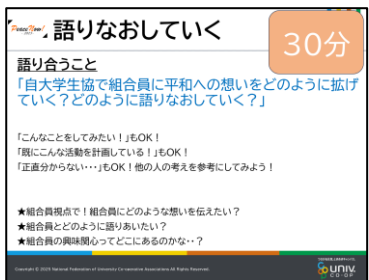 Peace Now!
語りなおしていく
30分
語り合うこと
「自大学生協で組合員に平和への想いをどのように拡げ
ていく？どのように語りなおしていく？」
「こんなことをしてみたい！」もOK！
「既にこんな活動を計画している！」もOK！
「正直分からない・・・」もOK！他の人の考えを参考にしてみよう！
★組合員視点で！組合員にどのような想いを伝えたい？
★組合員とどのように語りあいたい？
★組合員の興味関心ってどこにあるのかな・・？
Copyright © 2025 National Federation of University Co-operative Associations All Rights Reserved.
UNIV.
CO-OP